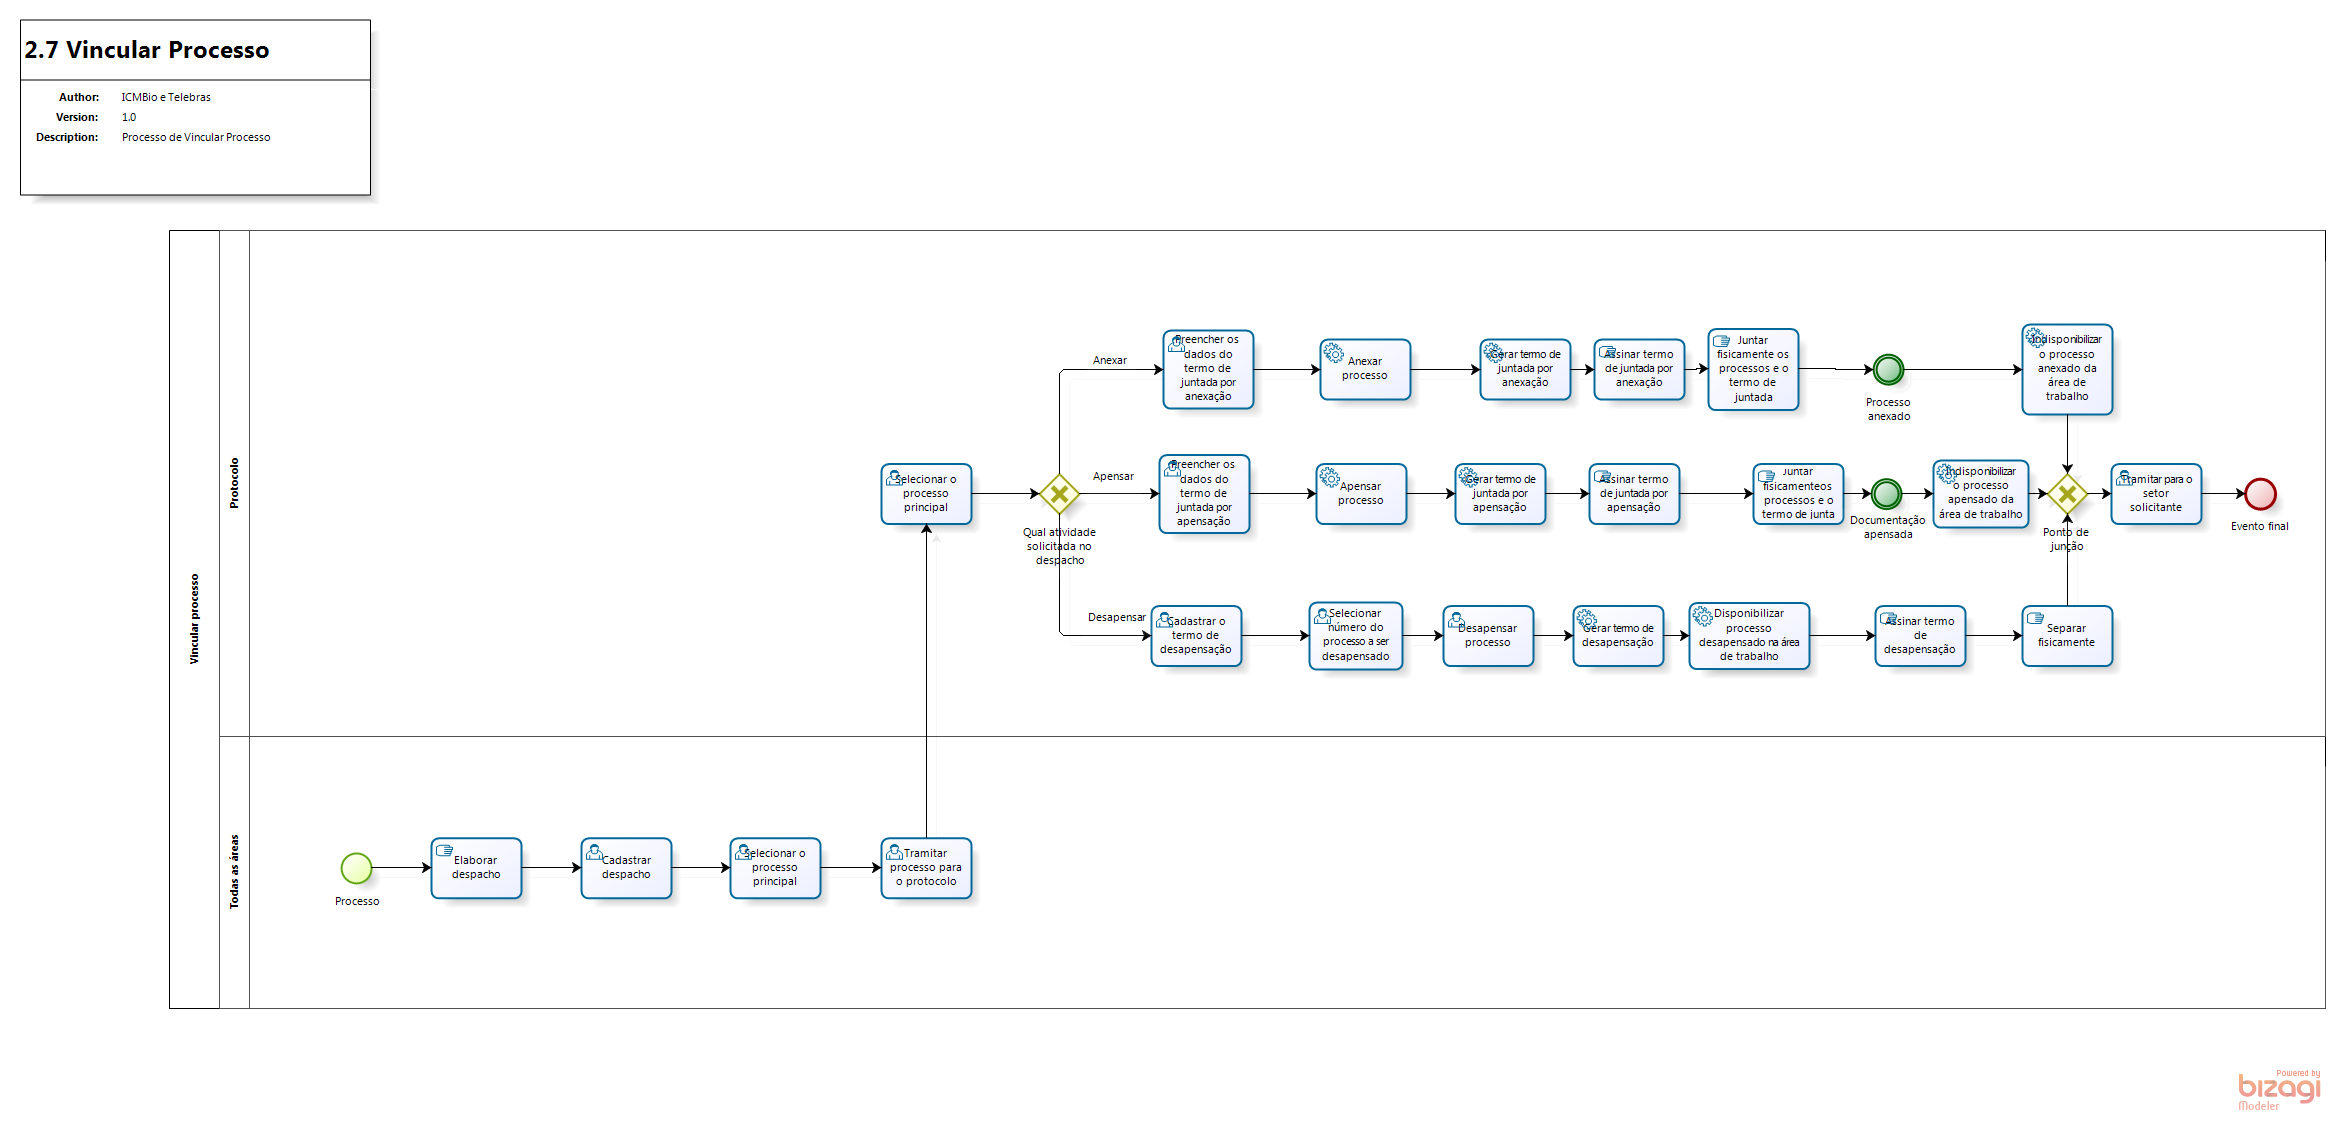 2.7 Vincular Processo
Author: ICMBio e Telebras
Version: 1.0
Description: Processo de Vincular Processo
Vincular processo
Protocolo
Selecionar o
processo
principal
Qual atividade
solicitada no
despacho
Anexar
Preencher os
dados do
termo de
juntada por
anexação
Anexar
processo
Gerar termo de
juntada por
anexação
Assinar termo
de juntada por
anexação
Juntar
fisicamente os
processos e o
termo de
juntada
Processo
anexado
Indisponibilizar
o processo
anexado da
área de
trabalho
Apensar
Preencher os
dados do
termo de
juntada por
apensação
Apensar
processo
Gerar termo de
juntada por
apensação
Assinar termo
de juntada por
apensação
Juntar
fisicamenteos
processos e o
termo de junta
Documentação
apensada
Indisponibilizar
o processo
apensado da
área de trabalho
Ponto de
junção
Tramitar para o
setor
solicitante
Evento final
Desapensar
Cadastrar o
termo de
desapensação
Selecionar
número do
processo a ser
desapensado
Desapensar
processo
Gerar termo de
desapensação
Disponibilizar
processo
desapensado na área
de trabalho
Assinar termo
de
desapensação
Separar
fisicamente
Todas as áreas
Processo
Elaborar
despacho
Cadastrar
despacho
Selecionar o
processo
principal
Tramitar
processo para
o protocolo
Powered by
bizagi
Modeler